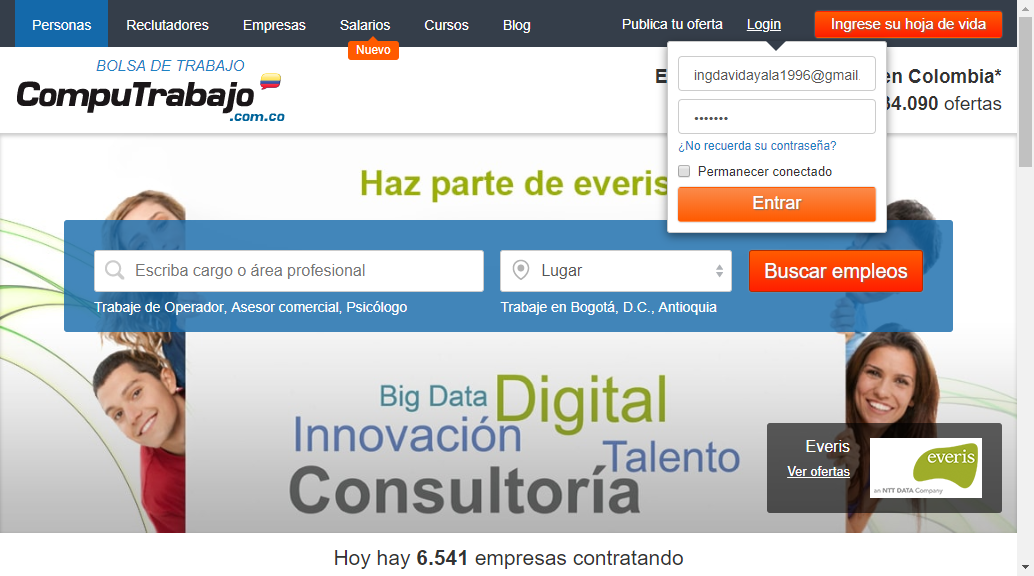 Personas Reclutadores Empresas Salarios Cursos Blog Publica tu oferta Login Ingrese su hoja de vida
Nuevo
BOLSA DE TRABAJO
CompuTrabajo
.com.co
E
en Colombia*
34.090 ofertas
ingdavidayala1996@gmail
•••••••
¿No recuerda su contraseña?
Permanecer conectado
Entrar
Haz parte de everis
Escriba cargo o área profesional
Lugar
Buscar empleos
Trabaje de Operador, Asesor comercial, Psicólogo
Trabaje en Bogotá, D.C., Antioquia
Big Data Digital
Innovación
Talento
Consultoría
Everis
Ver ofertas
everis
an NTT DATA Company
Hoy hay 6.541 empresas contratando